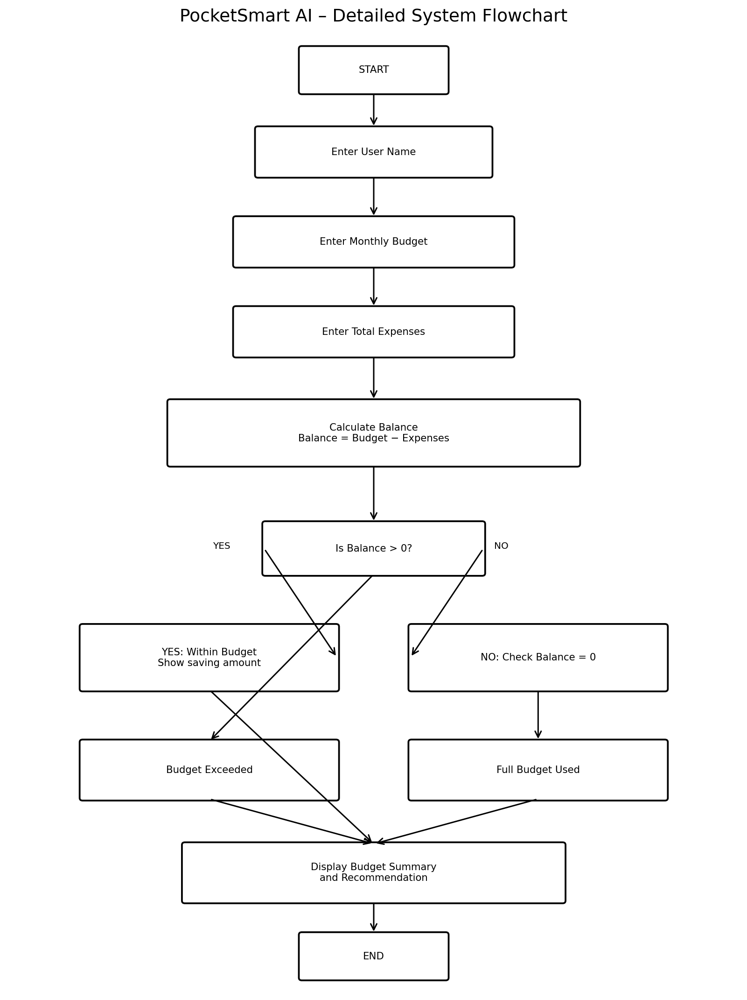 PocketSmart AI – Detailed System Flowchart
START
Enter User Name
Enter Monthly Budget
Enter Total Expenses
Calculate Balance
Balance = Budget − Expenses
YES
Is Balance > 0?
NO
YES: Within Budget
Show saving amount
NO: Check Balance = 0
Budget Exceeded
Full Budget Used
Display Budget Summary
and Recommendation
END